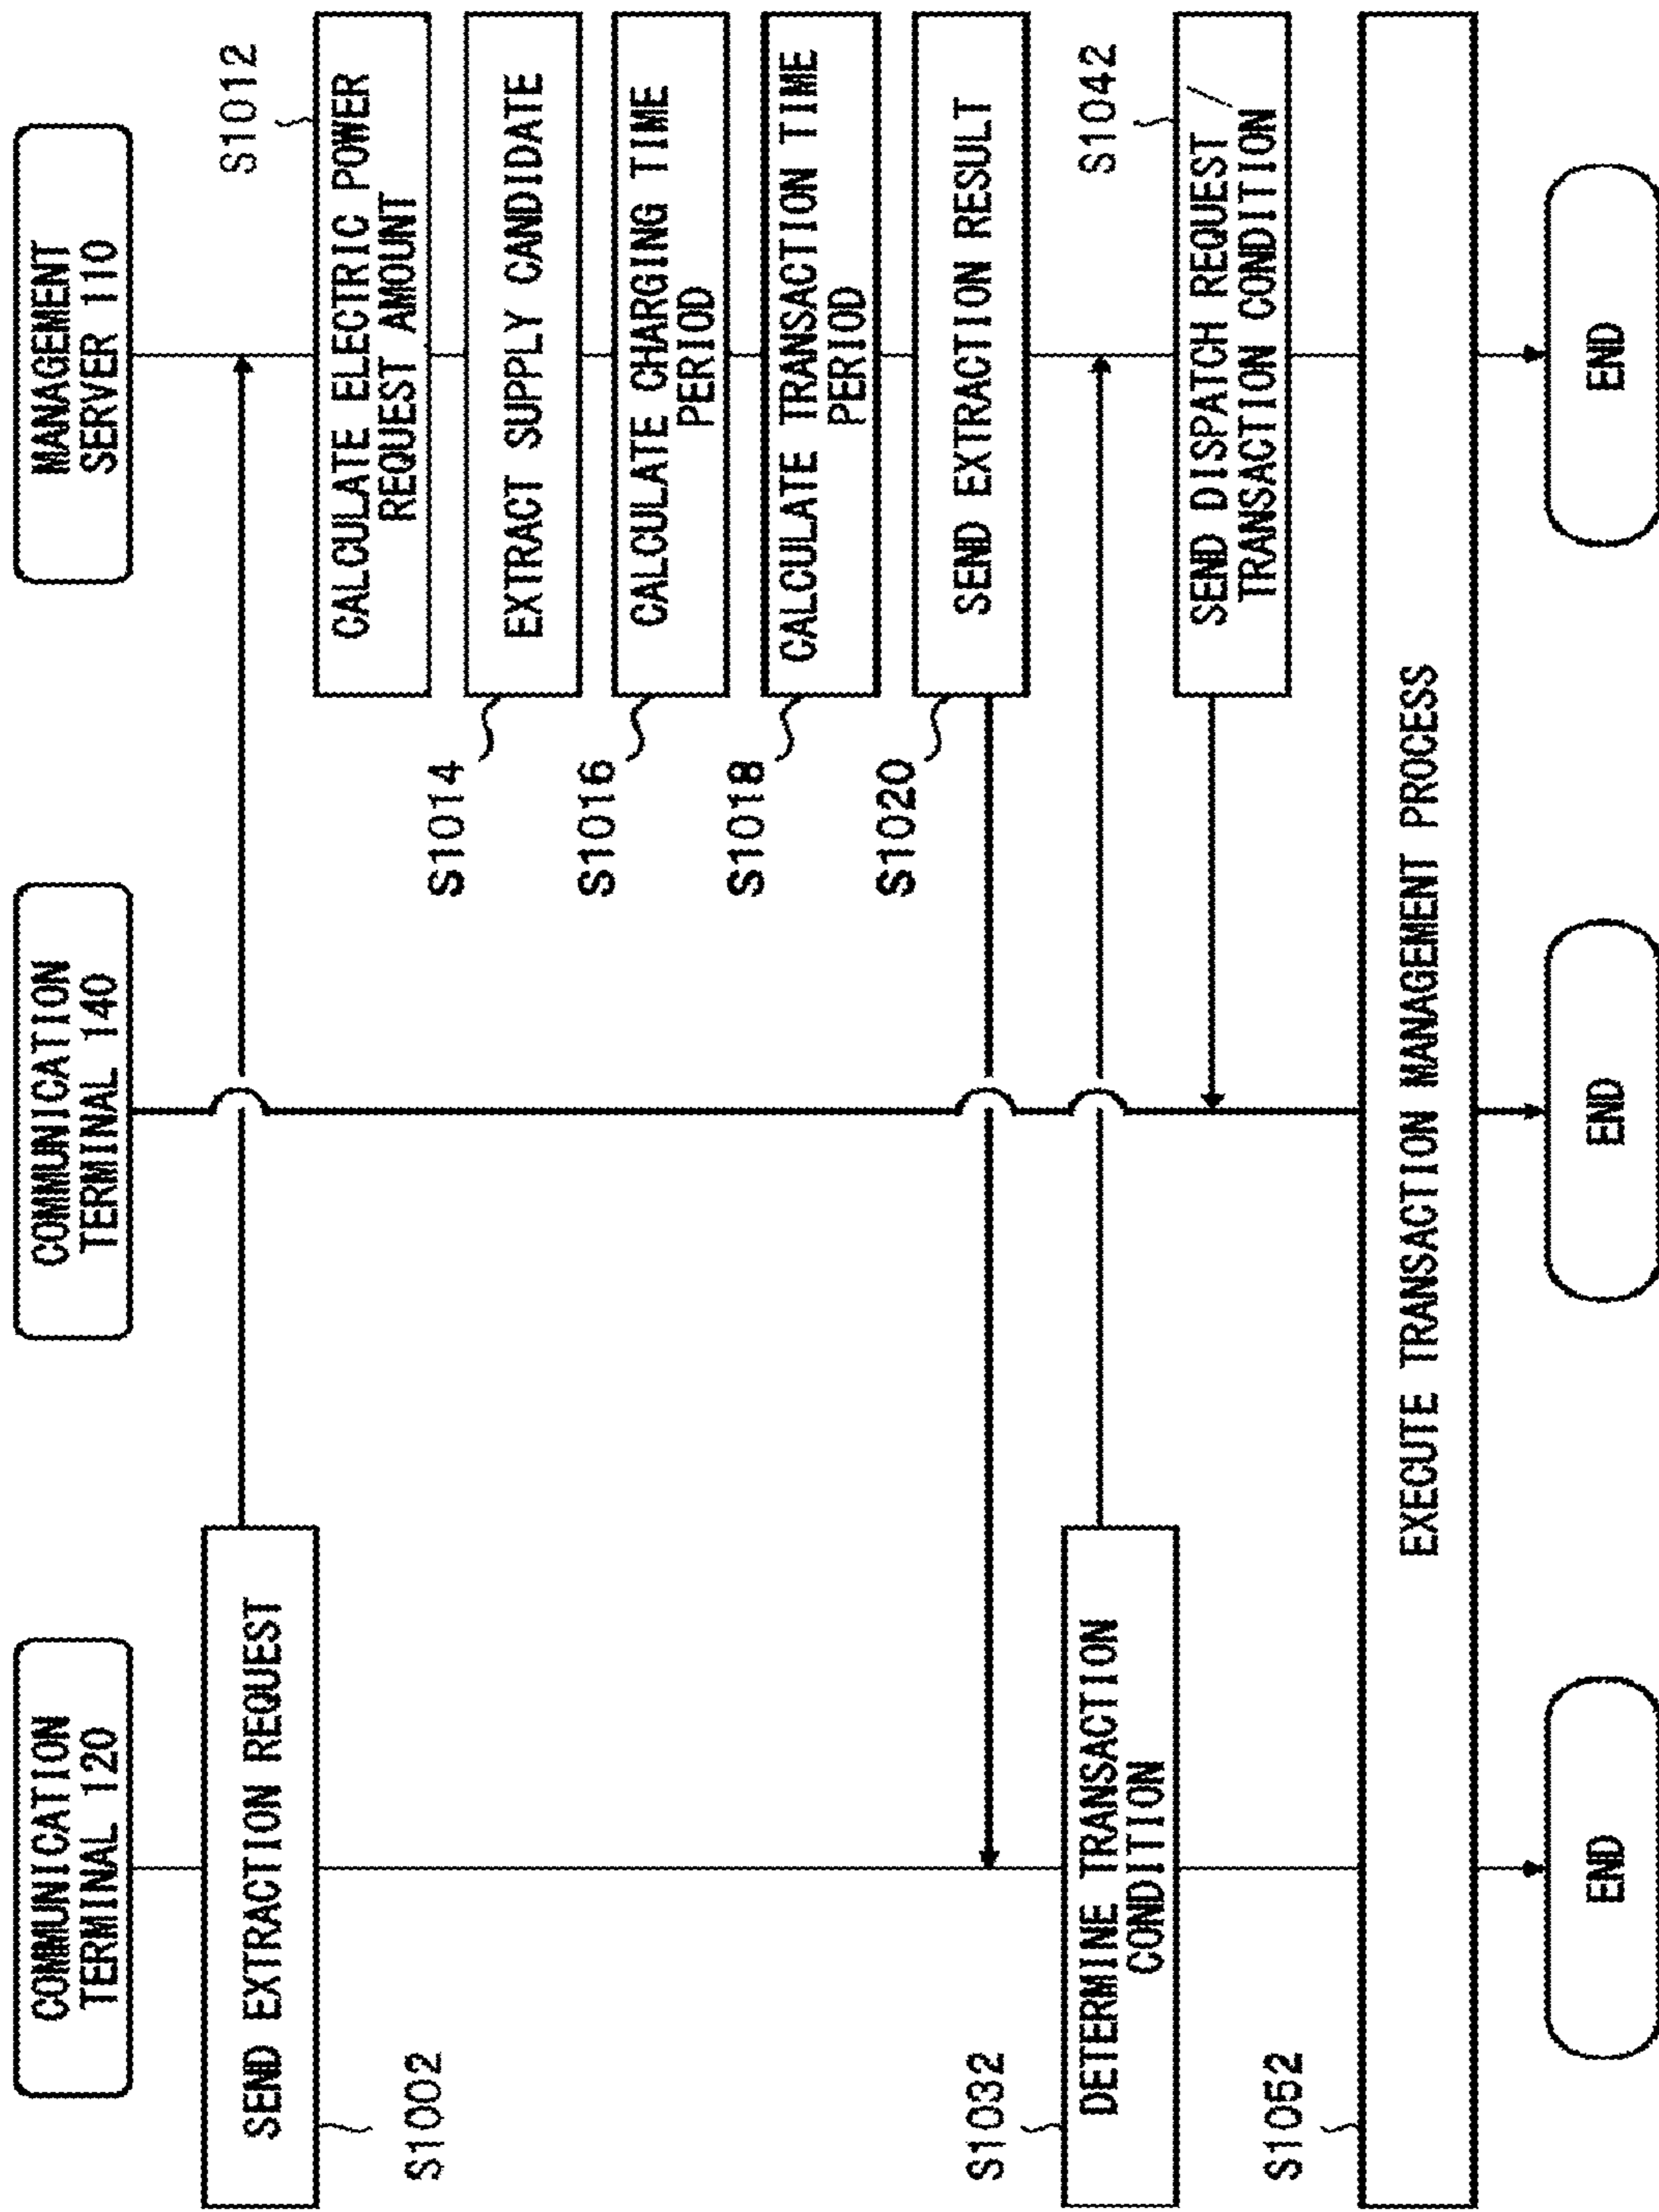 COMMUNICATION
TERMINAL 120
COMMUNICATION
TERMINAL 140
MANAGEMENT
SERVER 110
SEND EXTRACTION REQUEST
S1002
S1012
CALCULATE ELECTRIC POWER
REQUEST AMOUNT
S1014
EXTRACT SUPPLY CANDIDATE
S1016
CALCULATE CHARGING TIME
PERIOD
S1018
CALCULATE TRANSACTION TIME
PERIOD
S1020
SEND EXTRACTION RESULT
S1032
DETERMINE TRANSACTION
CONDITION
S1042
SEND DISPATCH REQUEST /
TRANSACTION CONDITION
S1052
EXECUTE TRANSACTION MANAGEMENT PROCESS
END
END
END